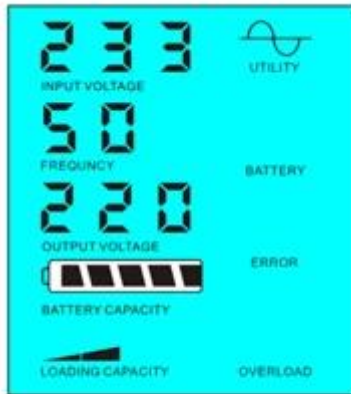 233
INPUT VOLTAGE
UTILITY
50
FREQUNCY
BATTERY
220
OUTPUT VOLTAGE
ERROR
BATTERY CAPACITY
LOADING CAPACITY
OVERLOAD